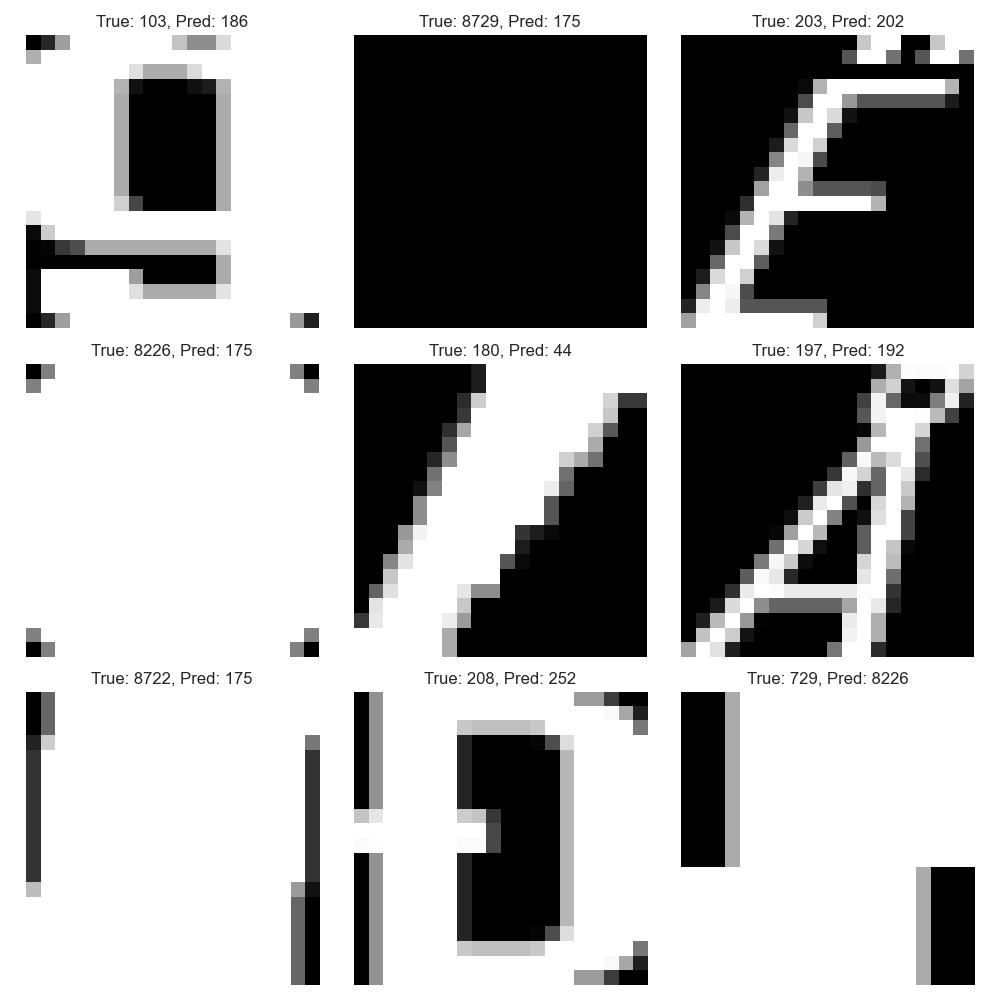 True: 103, Pred: 186
True: 8729, Pred: 175
True: 203, Pred: 202
True: 8226, Pred: 175
True: 180, Pred: 44
True: 197, Pred: 192
True: 8722, Pred: 175
True: 208, Pred: 252
True: 729, Pred: 8226